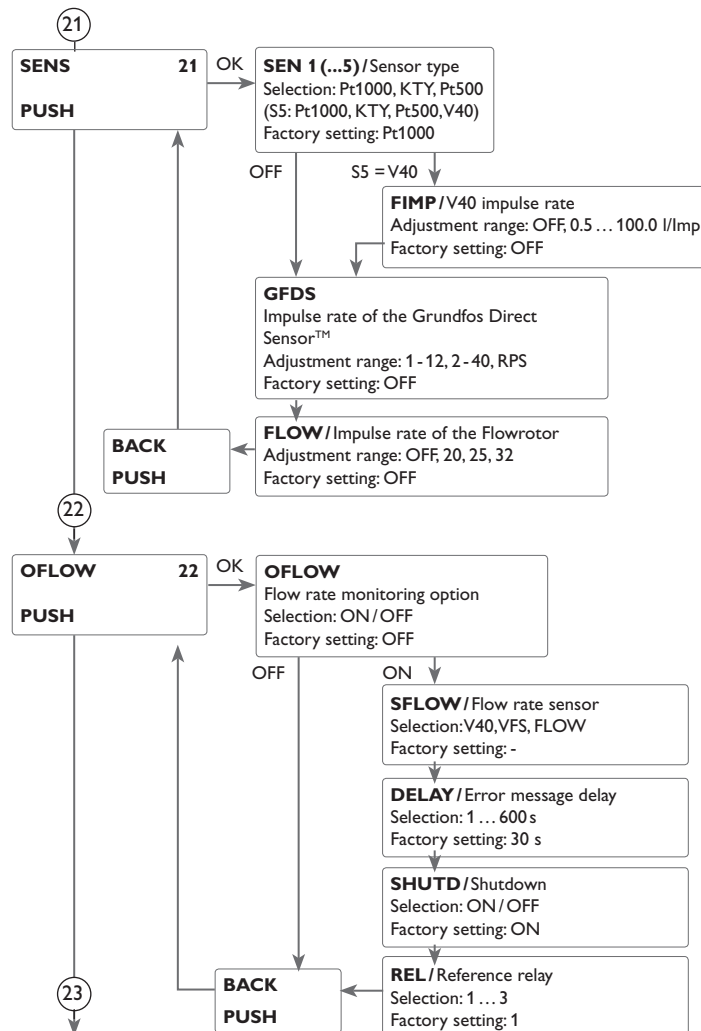 21
SENS 21
PUSH
OK
SEN 1 (...5) / Sensor type
Selection: Pt1000, KTY, Pt500
(S5: Pt1000, KTY, Pt500, V40)
Factory setting: Pt1000
OFF
S5 = V40
FIMP / V40 impulse rate
Adjustment range: OFF, 0.5 ... 100.0 l/Imp
Factory setting: OFF
GFDS
Impulse rate of the Grundfos Direct
Sensor™
Adjustment range: 1 - 12, 2 - 40, RPS
Factory setting: OFF
FLOW / Impulse rate of the Flowrotor
Adjustment range: OFF, 20, 25, 32
Factory setting: OFF
BACK
PUSH
22
OFLOW 22
PUSH
OK
OFLOW
Flow rate monitoring option
Selection: ON / OFF
Factory setting: OFF
OFF
ON
SFLOW / Flow rate sensor
Selection: V40, VFS, FLOW
Factory setting: -
DELAY / Error message delay
Selection: 1 ... 600 s
Factory setting: 30 s
SHUTD / Shutdown
Selection: ON / OFF
Factory setting: ON
REL / Reference relay
Selection: 1 ... 3
Factory setting: 1
BACK
PUSH
23